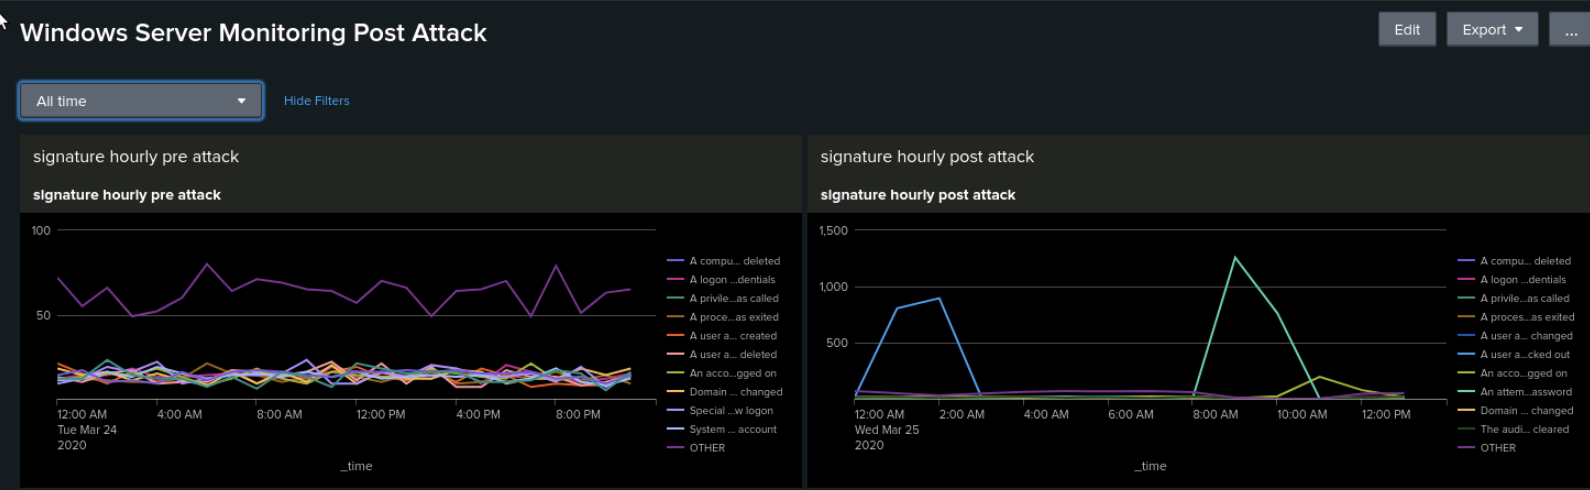 Windows Server Monitoring Post Attack
Edit
Export
...
All time
Hide Filters
signature hourly pre attack
signature hourly pre attack
100
50
12:00 AM
Tue Mar 24
2020
4:00 AM
8:00 AM
12:00 PM
4:00 PM
8:00 PM
_time
A compu... deleted
A logon ...dentials
A privile...as called
A proce...as exited
A user a... created
A user a... deleted
An acco...gged on
Domain ... changed
Special ...w logon
System ... account
OTHER
signature hourly post attack
signature hourly post attack
1,500
1,000
500
12:00 AM
Wed Mar 25
2020
2:00 AM
4:00 AM
6:00 AM
8:00 AM
10:00 AM
12:00 PM
_time
A compu... deleted
A logon ...dentials
A privile...as called
A proces...as exited
A user a... changed
A user a...cked out
An acco...gged on
An attem...assword
Domain ... changed
The audi... cleared
OTHER